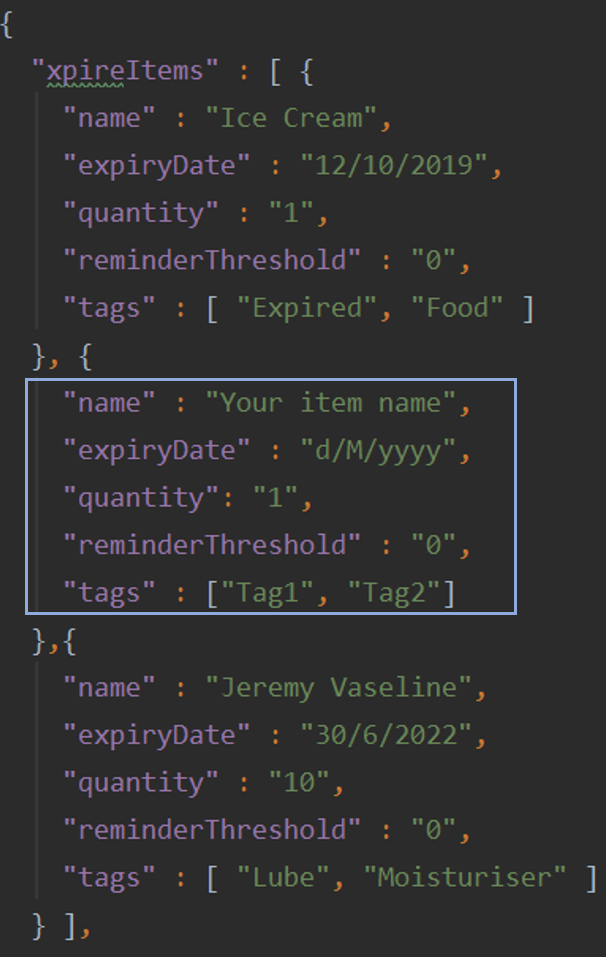 {
"xpireItems" : [ {
"name" : "Ice Cream",
"expiryDate" : "12/10/2019",
"quantity" : "1",
"reminderThreshold" : "0",
"tags" : [ "Expired", "Food" ]
}, {
"name" : "Your item name",
"expiryDate" : "d/M/yyyy",
"quantity": "1",
"reminderThreshold" : "0",
"tags" : ["Tag1", "Tag2"]
},{
"name" : "Jeremy Vaseline",
"expiryDate" : "30/6/2022",
"quantity" : "10",
"reminderThreshold" : "0",
"tags" : [ "Lube", "Moisturiser" ]
} ],